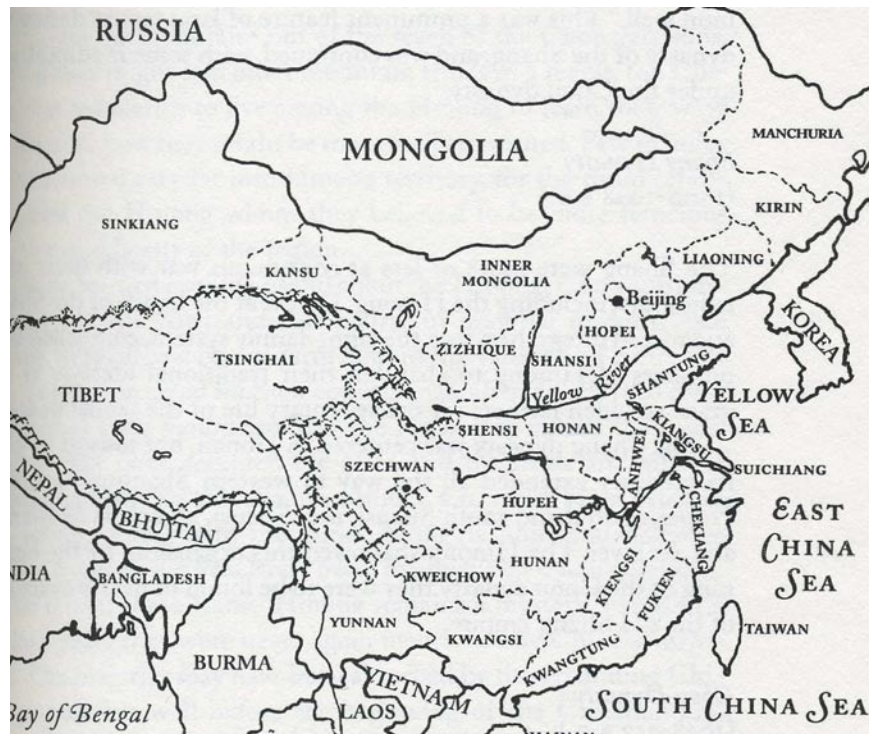 RUSSIA
MONGOLIA
MANCHURIA
KIRIN
LIAONING
SINKIANG
KANSU
INNER
MONGOLIA
Beijing
HOPEI
KOREA
ZIZHIQUE
SHANSI
Yellow River
SHANTUNG
TSINGHAI
TIBET
YELLOW
SEA
SHENSI
HONAN
KIANGSU
ANHWEI
SUICHIANG
SZECHWAN
NEPAL
BHUTAN
HUPEH
CHEKIANG
EAST
CHINA
SEA
NDIA
BANGLADESH
KWEICHOW
HUNAN
KIENGSI
FUKIEN
YUNNAN
KWANGSI
KWANGTUNG
TAIWAN
BURMA
VIETNAM
LAOS
Bay of Bengal
SOUTH CHINA SEA